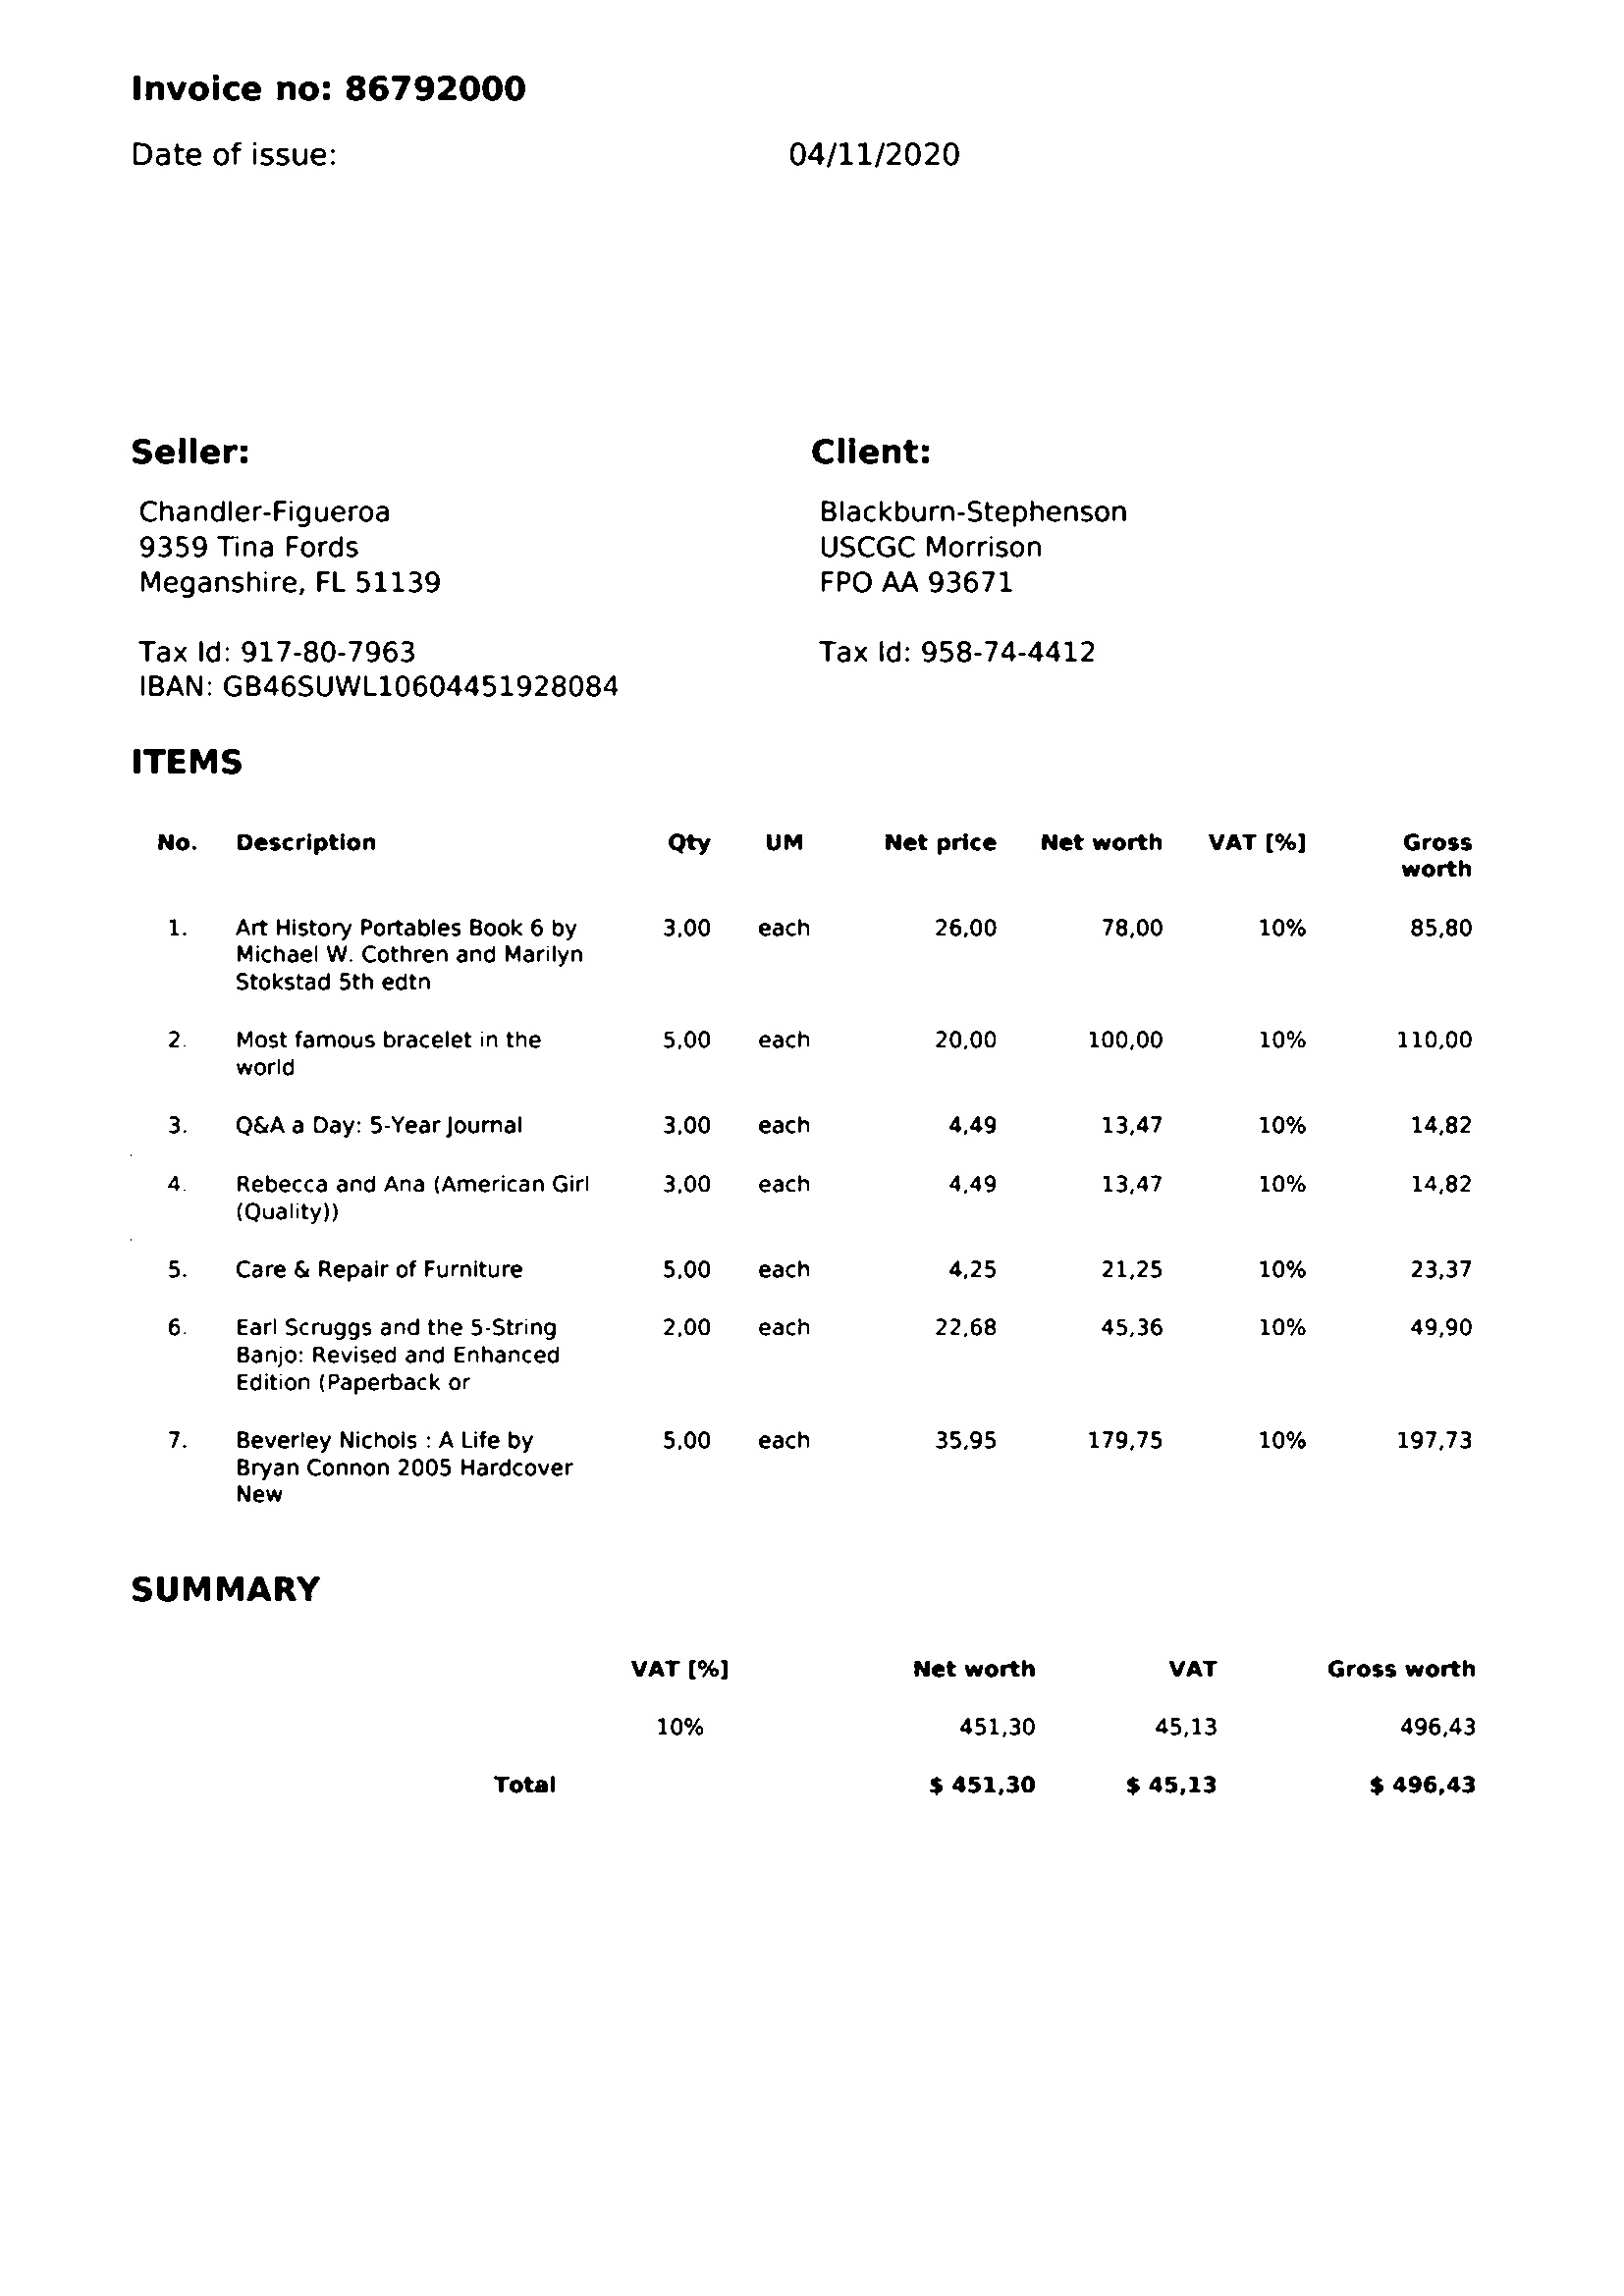 Invoice no: 86792000
Date of issue: 04/11/2020
Seller: Client:
Chandler-Figueroa Blackburn-Stephenson
9359 Tina Fords USCGC Morrison
Meganshire, FL 51139 FPO AA 93671
Tax Id: 917-80-7963 Tax Id: 958-74-4412
IBAN: GB46SUWL10604451928084
ITEMS
No. Description Qty UM Net price Net worth VAT [%] Gross
worth
1. Art History Portables Book 6 by 3,00 each 26,00 78,00 10% 85,80
Michael W. Cothren and Marilyn
Stokstad 5th edtn
2. Most famous bracelet in the 5,00 each 20,00 100,00 10% 110,00
world
3. Q&A a Day: 5-Year Journal 3,00 each 4,49 13,47 10% 14,82
4. Rebecca and Ana (American Girl 3,00 each 4,49 13,47 10% 14,82
(Quality))
5. Care & Repair of Furniture 5,00 each 4,25 21,25 10% 23,37
6. Earl Scruggs and the 5-String 2,00 each 22,68 45,36 10% 49,90
Banjo: Revised and Enhanced
Edition (Paperback or
7. Beverley Nichols : A Life by 5,00 each 35,95 179,75 10% 197,73
Bryan Connon 2005 Hardcover
New
SUMMARY
VAT [%] Net worth VAT Gross worth
10% 451,30 45,13 496,43
Total $ 451,30 $ 45,13 $ 496,43